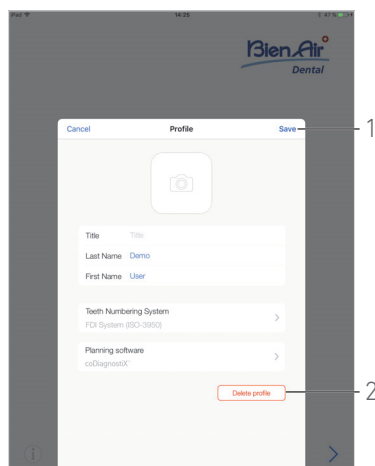 iPad 14:25 47 %
Bien Air
Dental
Cancel Profile Save 1
Title Title
Last Name Demo
First Name User
Teeth Numbering System
FDI System (ISO-3950)
Planning software
coDiagnostiX™
Delete profile 2